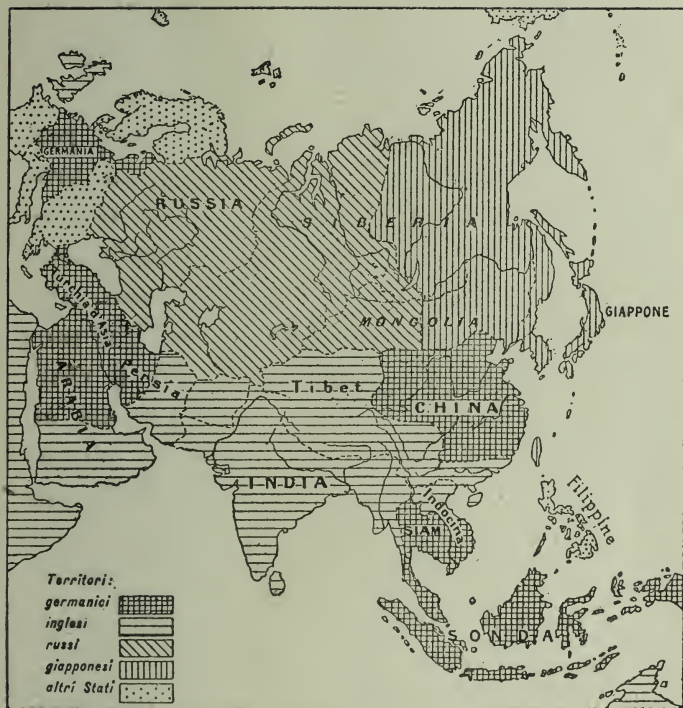 GERMANIA
RUSSIA
SIBERIA
Turchia di Asia
MONGOLIA
GIAPPONE
ARABIA
Persia
Tibet
CHINA
INDIA
Indocina
SIAM
Filippine
SONDA
Territori:
germanici
inglesi
russi
giapponesi
altri Stati